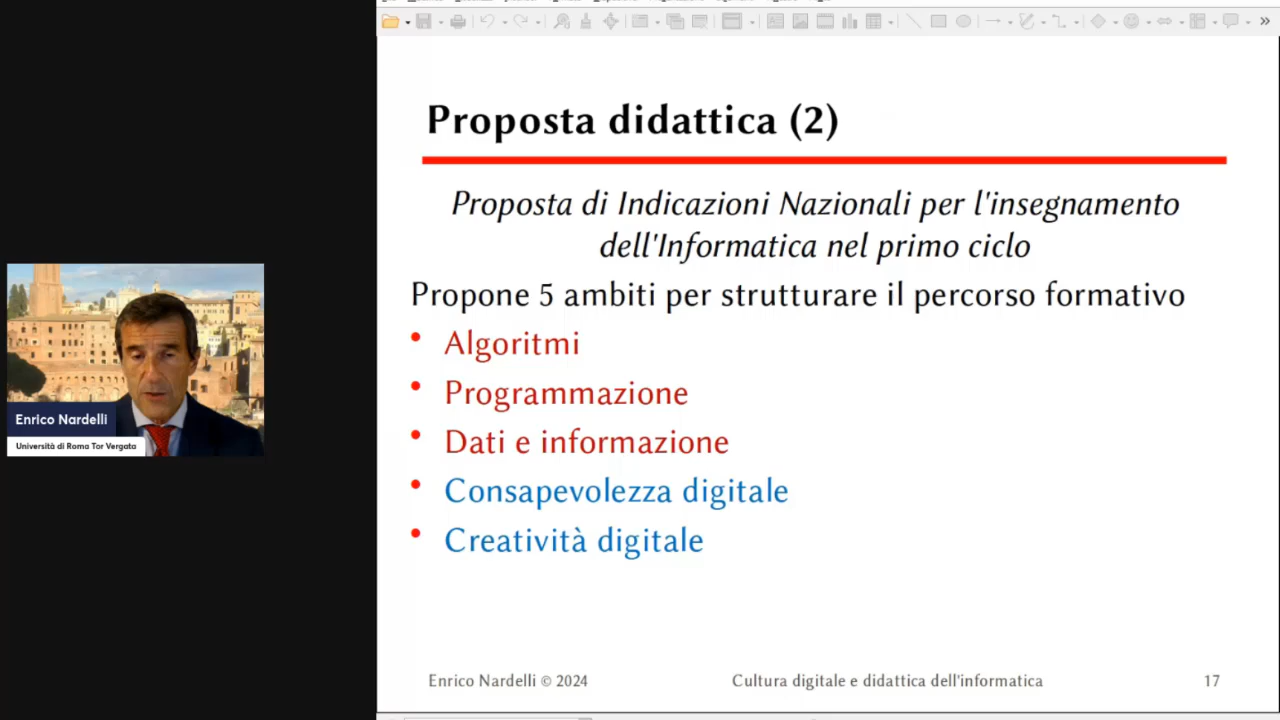 Proposta didattica (2)
Proposta di Indicazioni Nazionali per l'insegnamento
dell'Informatica nel primo ciclo
Propone 5 ambiti per strutturare il percorso formativo
• Algoritmi
• Programmazione
• Dati e informazione
• Consapevolezza digitale
• Creatività digitale
Enrico Nardelli © 2024
Cultura digitale e didattica dell'informatica
17
Enrico Nardelli
Università di Roma Tor Vergata